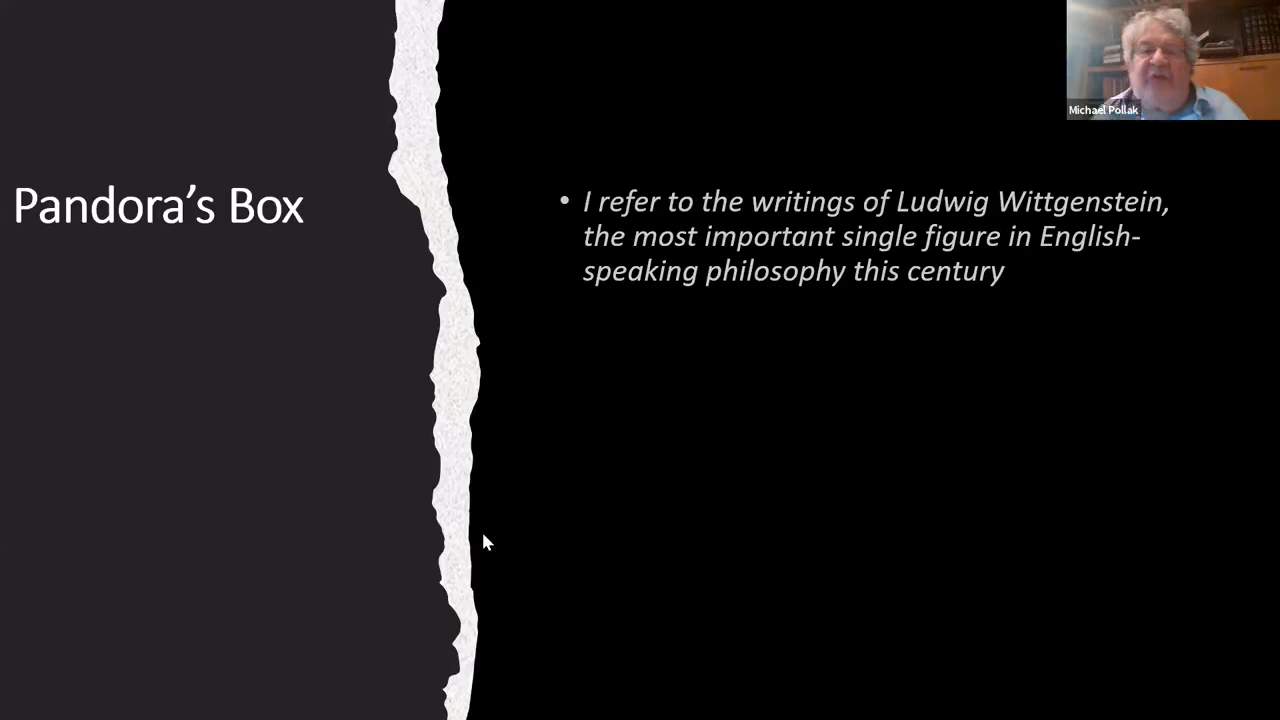 Michael Pollak
Pandora’s Box
• I refer to the writings of Ludwig Wittgenstein,
the most important single figure in English-
speaking philosophy this century